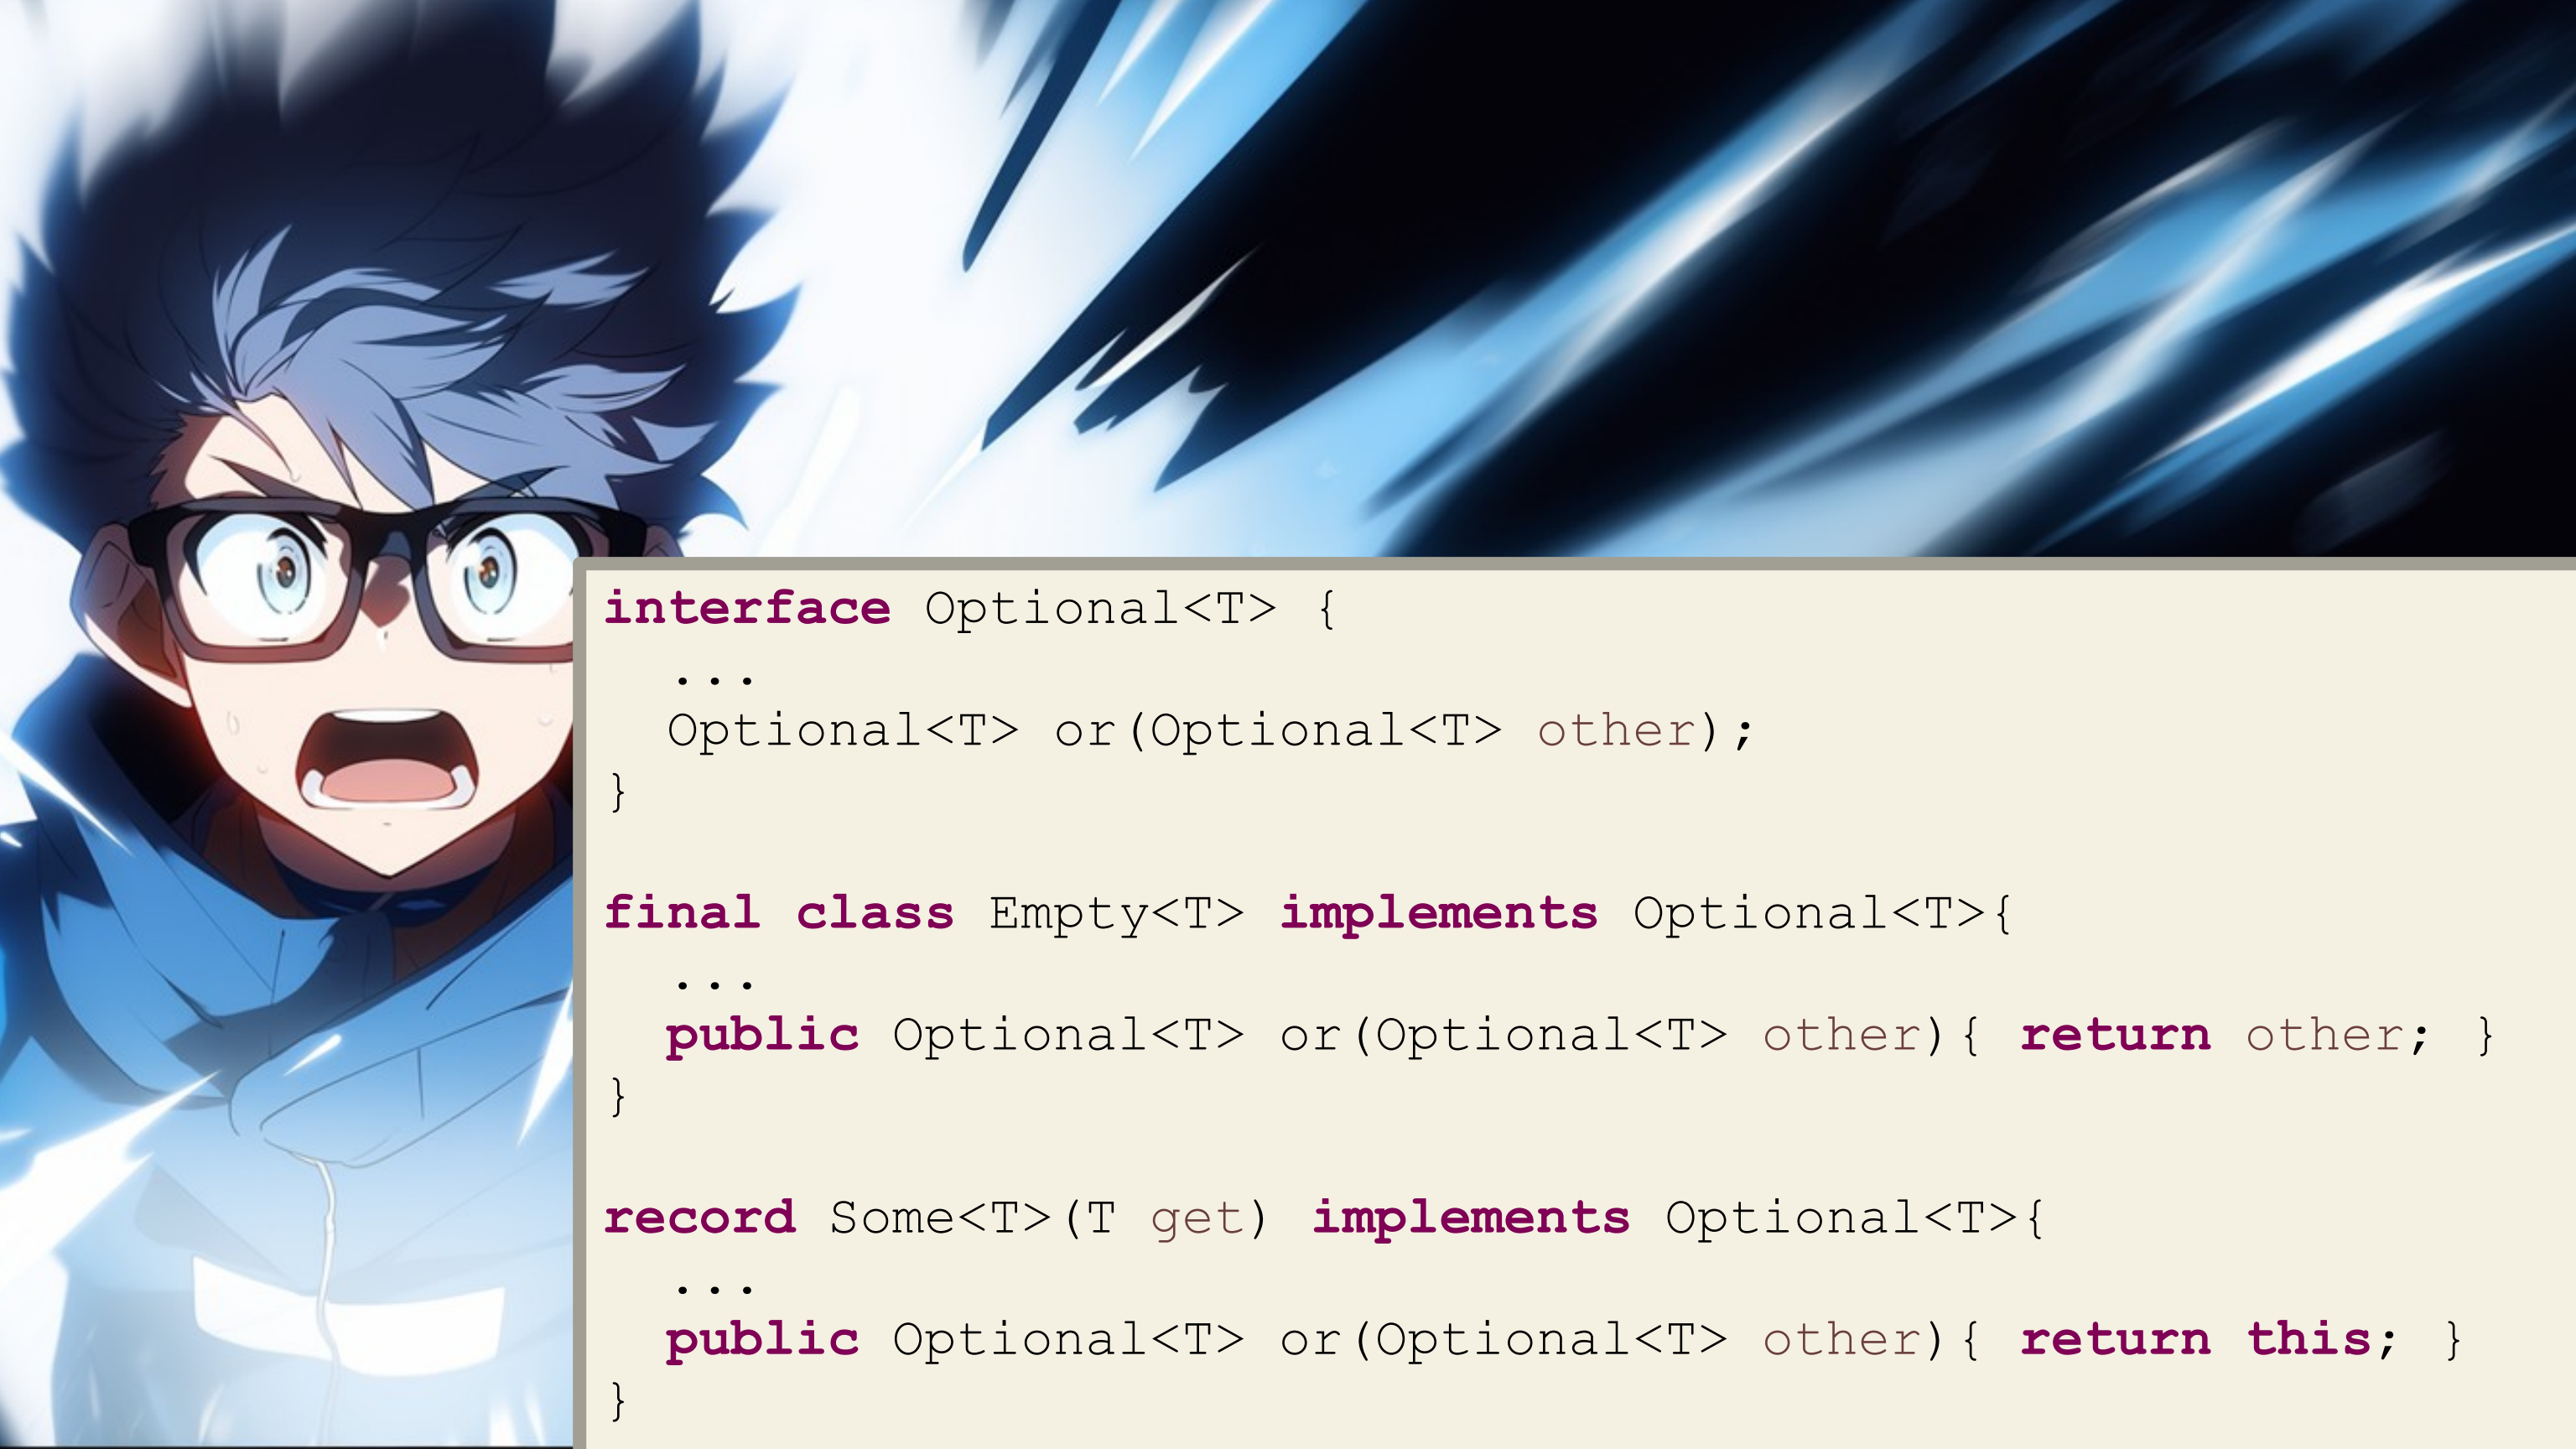 interface Optional<T> {
  ...
  Optional<T> or(Optional<T> other);
}
final class Empty<T> implements Optional<T>{
  ...
  public Optional<T> or(Optional<T> other){ return other; }
}
record Some<T>(T get) implements Optional<T>{
  ...
  public Optional<T> or(Optional<T> other){ return this; }
}